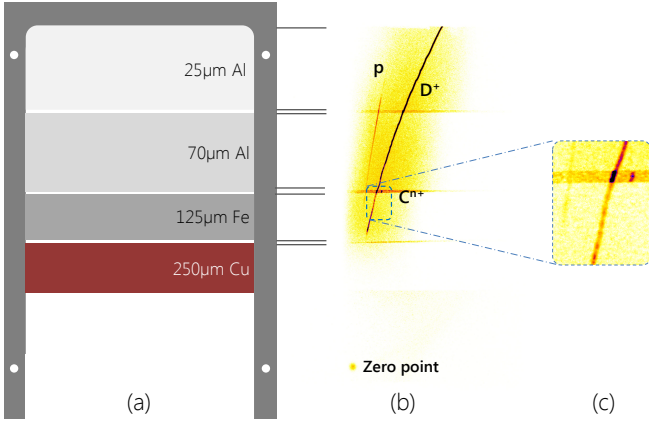 25μm Al
70μm Al
125μm Fe
250μm Cu
(a)
p
D⁺
Cⁿ⁺
Zero point
(b)
(c)